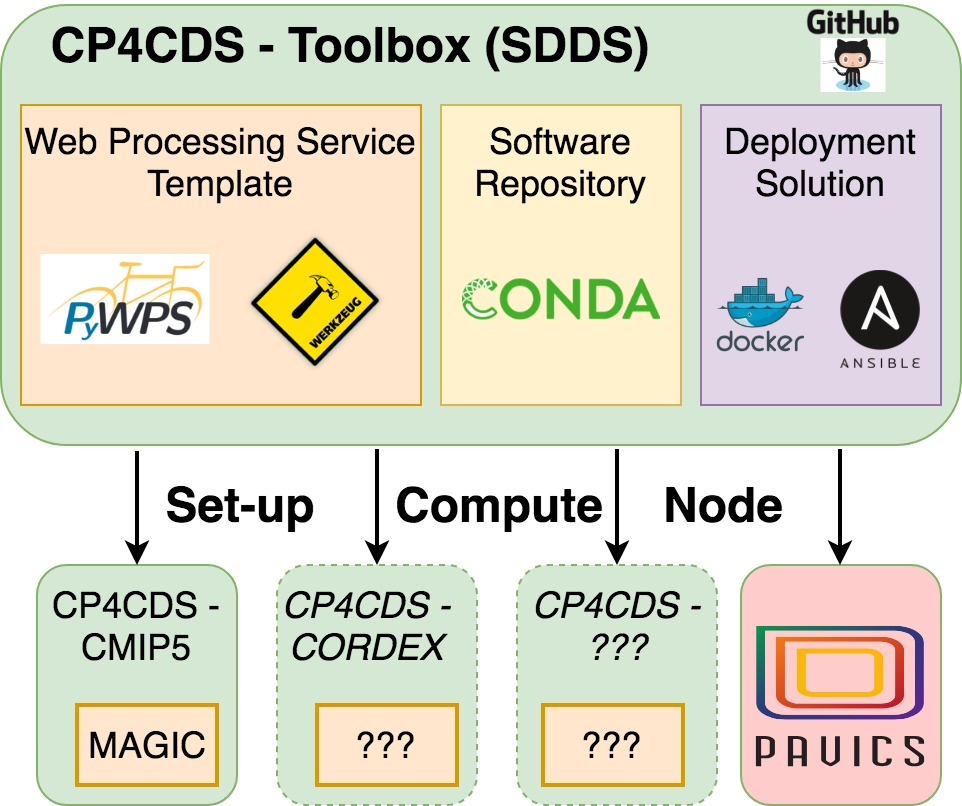 GitHub
CP4CDS - Toolbox (SDDS)
Web Processing Service
Template
PyWPS
WERKZEUG
Software
Repository
CONDA
Deployment
Solution
docker
ANSIBLE
Set-up
Compute
Node
CP4CDS -
CMIP5
MAGIC
CP4CDS -
CORDEX
???
CP4CDS -
???
???
PAVICS